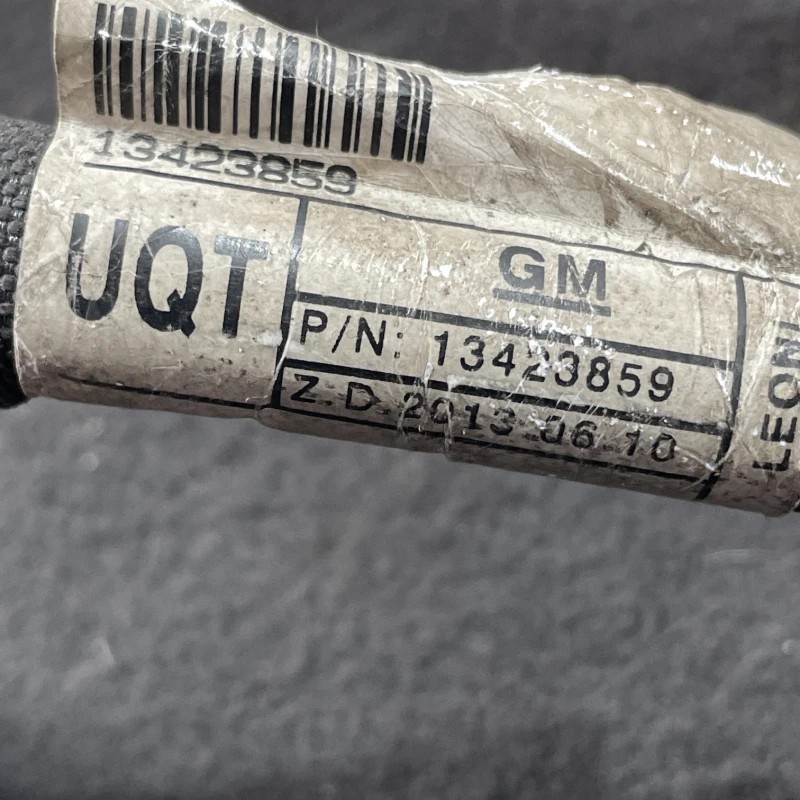 13423859
UQT
GM
P/N: 13423859
Z.D.2013.06.10
LEONI